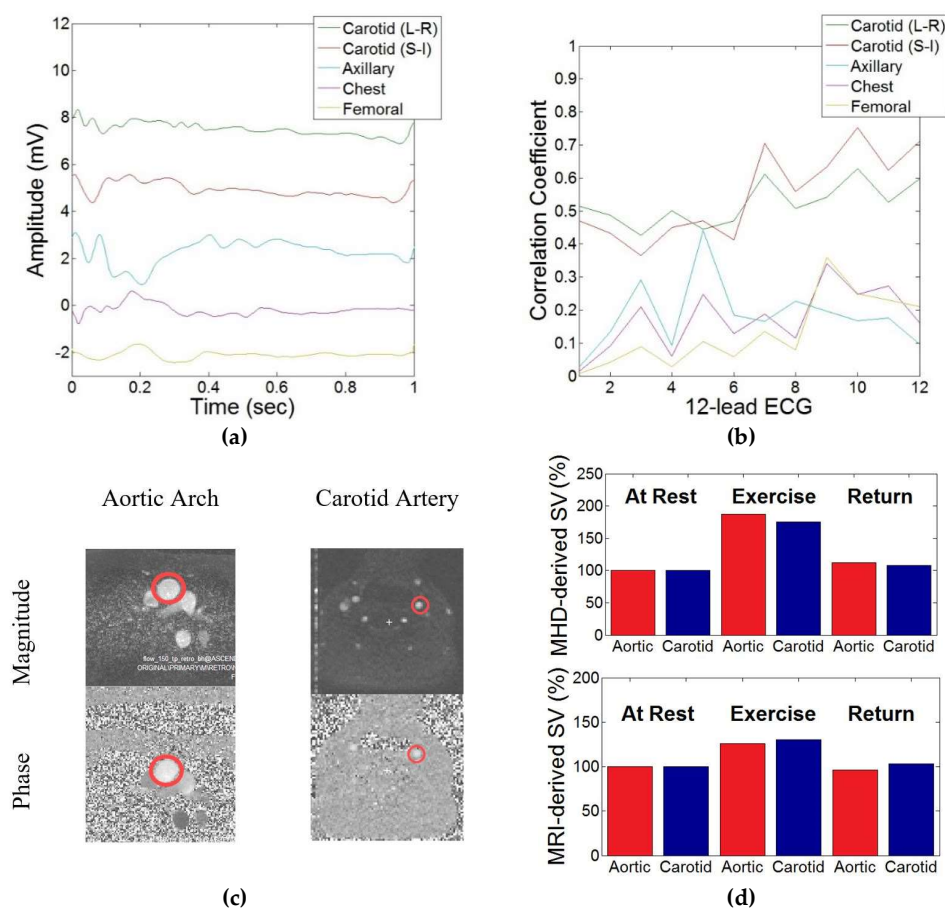 Carotid (L-R)
Carotid (S-I)
Axillary
Chest
Femoral
12
10
8
6
4
2
0
-2
Amplitude (mV)
0 0.2 0.4 0.6 0.8 1
Time (sec)
(a)
Carotid (L-R)
Carotid (S-I)
Axillary
Chest
Femoral
1
0.9
0.8
0.7
0.6
0.5
0.4
0.3
0.2
0.1
0
Correlation Coefficient
2 4 6 8 10 12
12-lead ECG
(b)
Aortic Arch Carotid Artery
Magnitude
flow_150_tp_retro_bh@ASCEND
ORIGINAL\PRIMARY\M\RETRO\
F
Phase
(c)
MHD-derived SV (%)
250
200
150
100
50
0
At Rest Exercise Return
Aortic Carotid Aortic Carotid Aortic Carotid
MRI-derived SV (%)
200
150
100
50
0
At Rest Exercise Return
Aortic Carotid Aortic Carotid Aortic Carotid
(d)